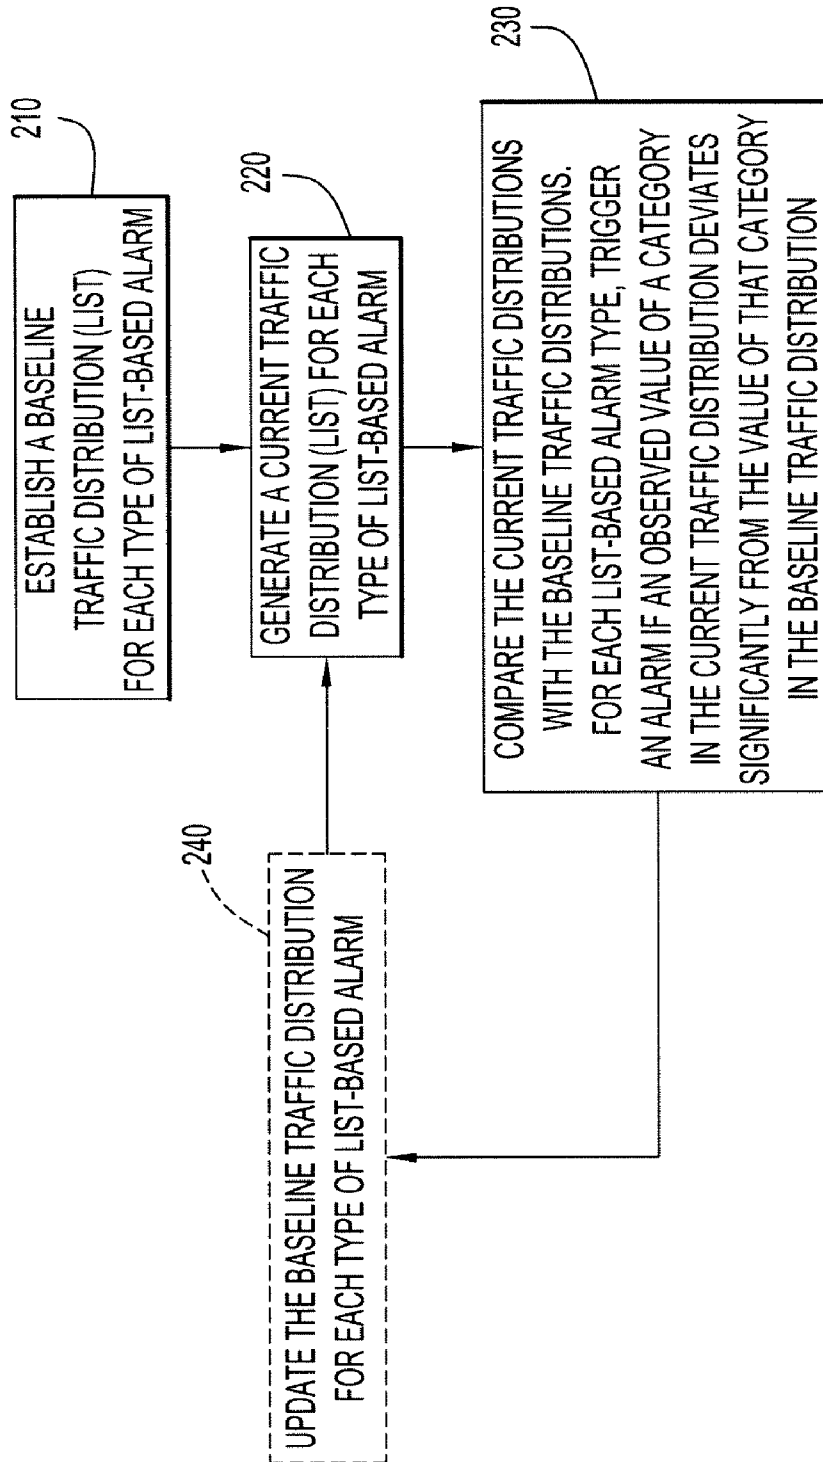 210
ESTABLISH A BASELINE
TRAFFIC DISTRIBUTION (LIST)
FOR EACH TYPE OF LIST-BASED ALARM
220
GENERATE A CURRENT TRAFFIC
DISTRIBUTION (LIST) FOR EACH
TYPE OF LIST-BASED ALARM
230
COMPARE THE CURRENT TRAFFIC DISTRIBUTIONS
WITH THE BASELINE TRAFFIC DISTRIBUTIONS.
FOR EACH LIST-BASED ALARM TYPE, TRIGGER
AN ALARM IF AN OBSERVED VALUE OF A CATEGORY
IN THE CURRENT TRAFFIC DISTRIBUTION DEVIATES
SIGNIFICANTLY FROM THE VALUE OF THAT CATEGORY
IN THE BASELINE TRAFFIC DISTRIBUTION
240
UPDATE THE BASELINE TRAFFIC DISTRIBUTION
FOR EACH TYPE OF LIST-BASED ALARM